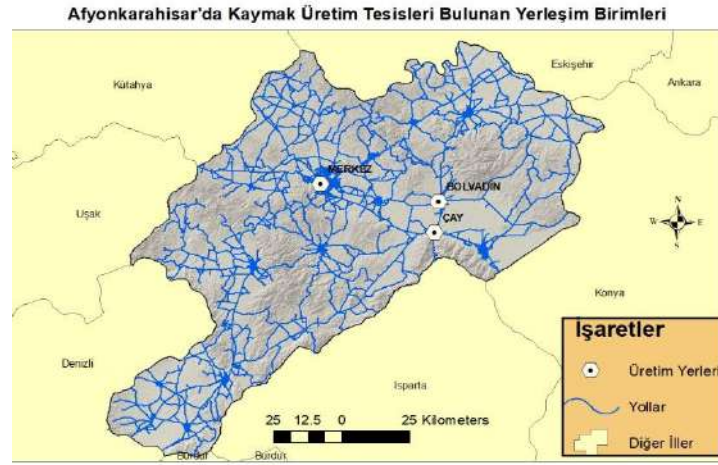 Afyonkarahisar'da Kaymak Üretim Tesisleri Bulunan Yerleşim Birimleri
Eskişehir
Kütahya
Ankara
MERKEZ
BOLVADİN
ÇAY
Uşak
N
W E
S
Konya
İşaretler
Denizli
Üretim Yerleri
Isparta
Yollar
25 12.5 0 25 Kilometers
Diğer İller
Burdur
Burdur